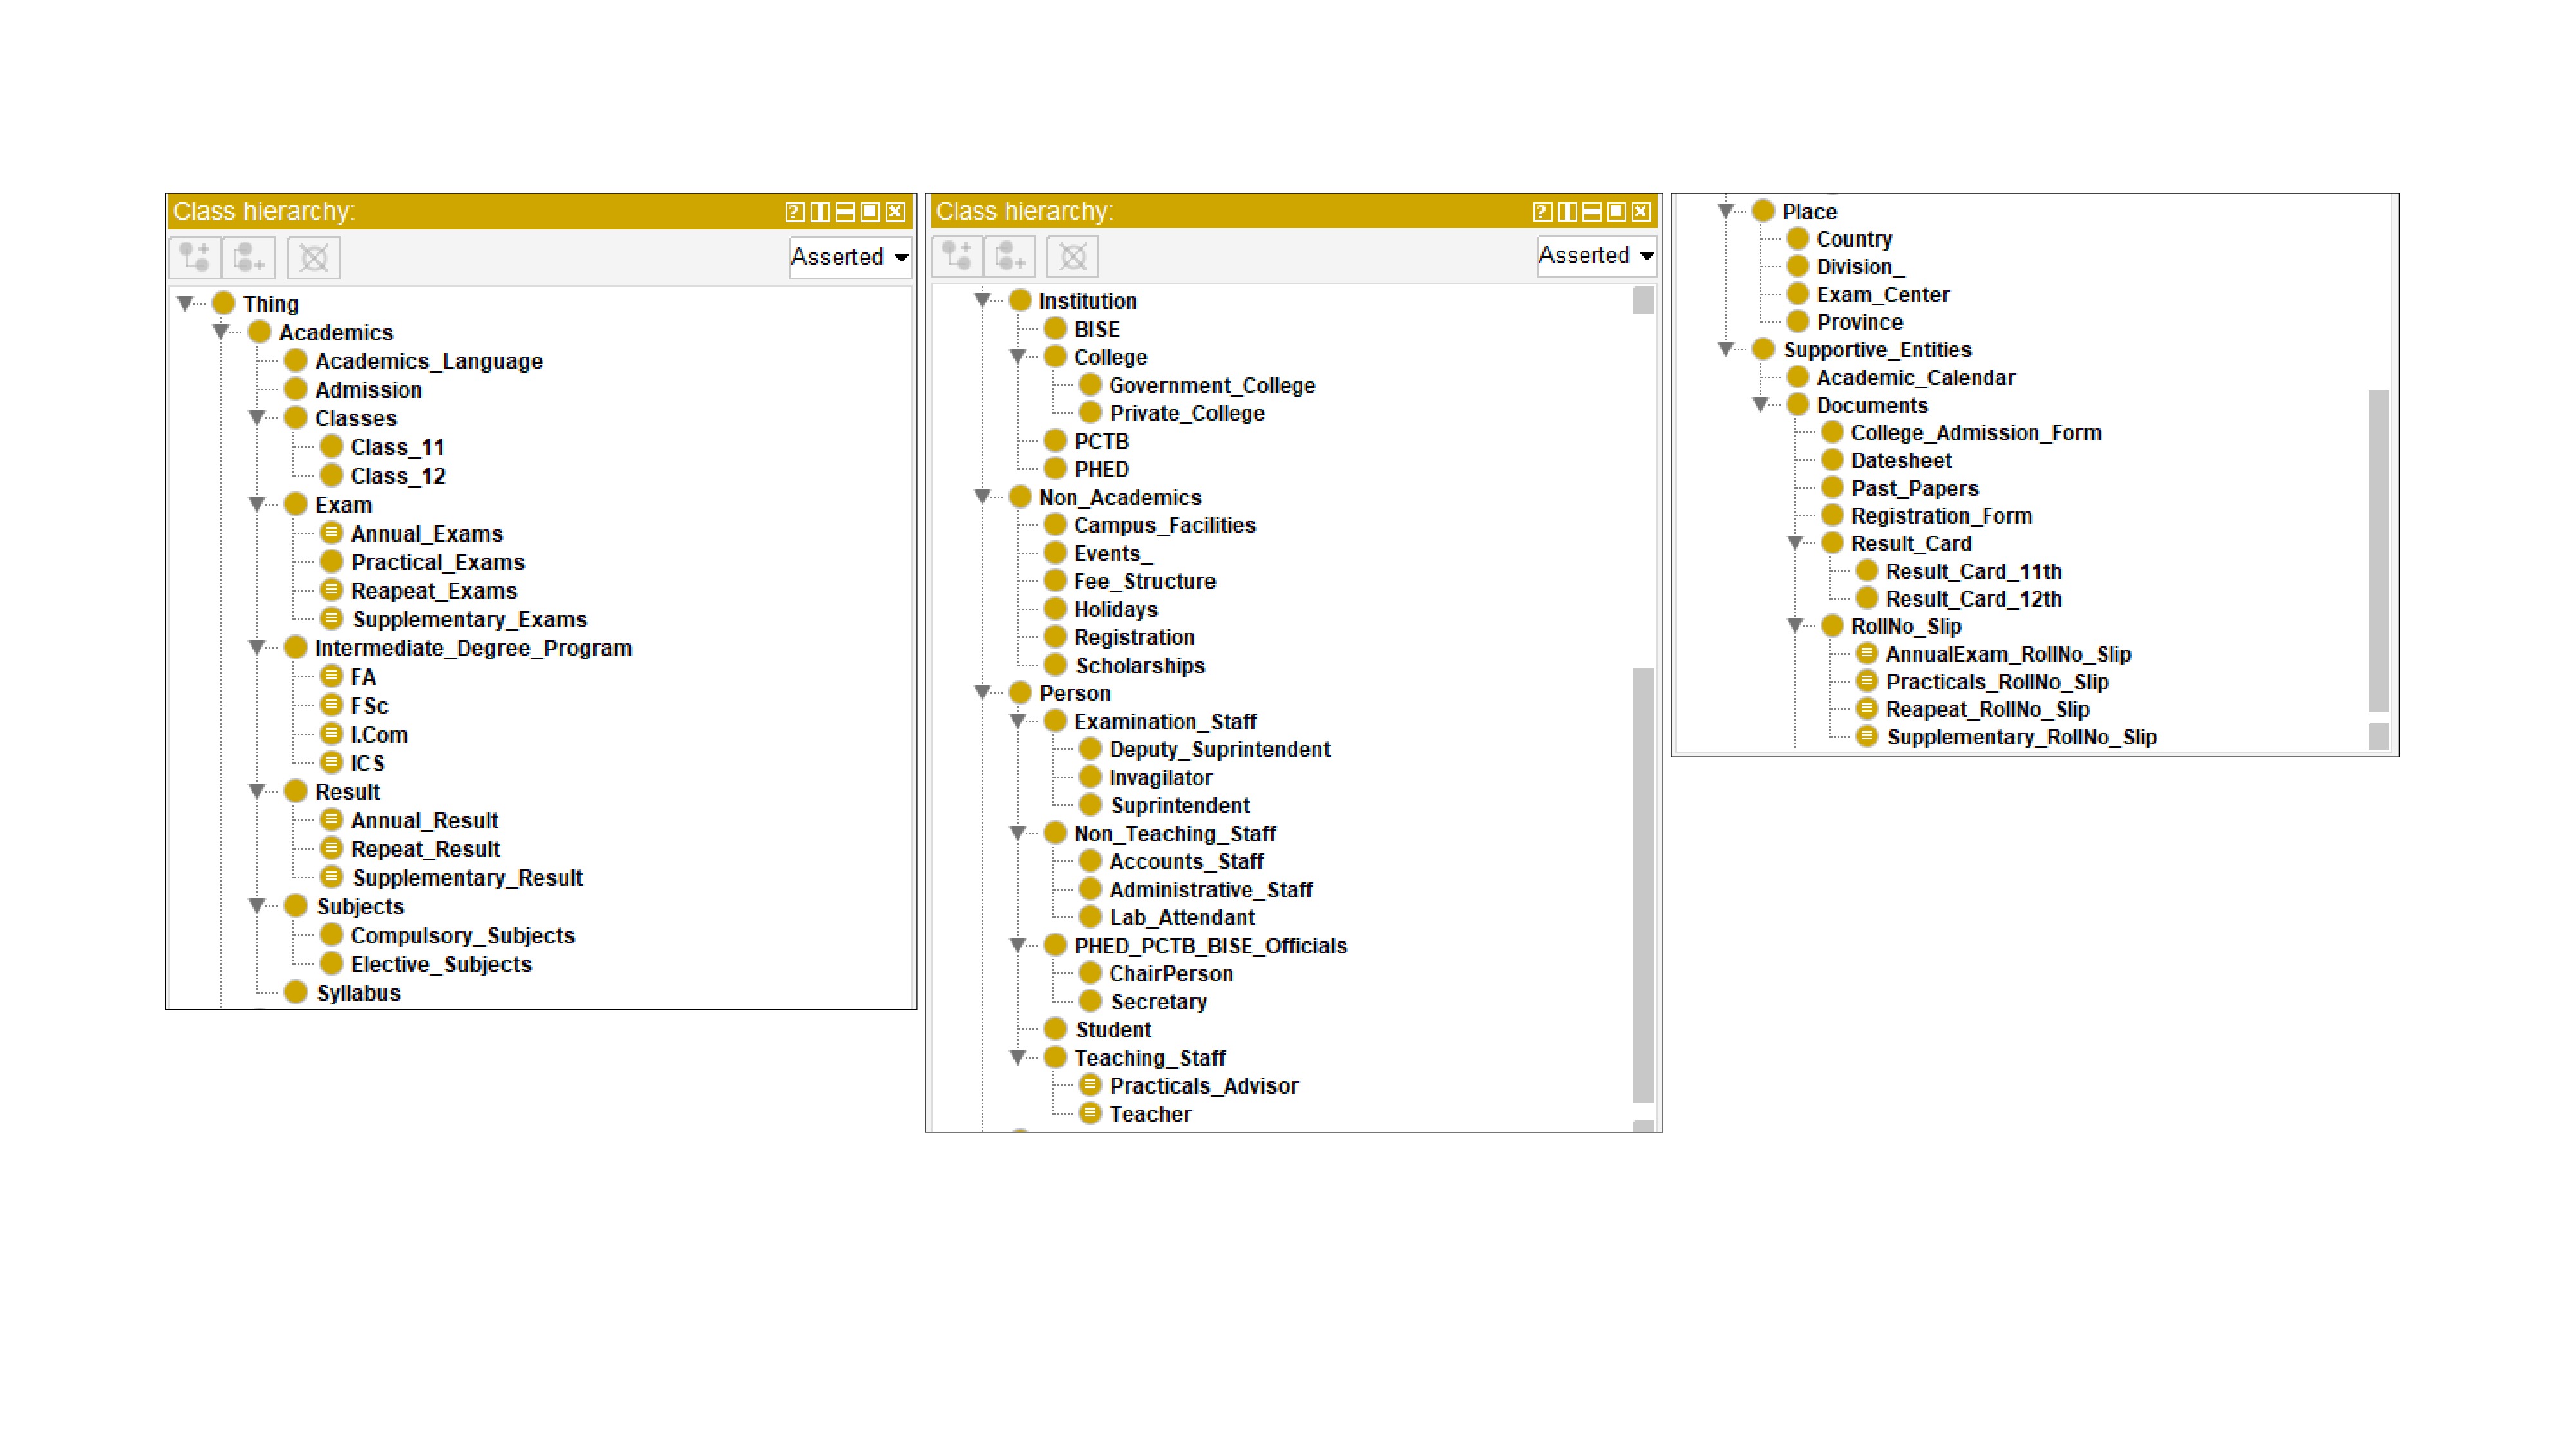 Class hierarchy:
Asserted
Thing
Academics
Academics_Language
Admission
Classes
Class_11
Class_12
Exam
Annual_Exams
Practical_Exams
Reapeat_Exams
Supplementary_Exams
Intermediate_Degree_Program
FA
FSc
I.Com
ICS
Result
Annual_Result
Repeat_Result
Supplementary_Result
Subjects
Compulsory_Subjects
Elective_Subjects
Syllabus
Class hierarchy:
Asserted
Institution
BISE
College
Government_College
Private_College
PCTB
PHED
Non_Academics
Campus_Facilities
Events_
Fee_Structure
Holidays
Registration
Scholarships
Person
Examination_Staff
Deputy_Suprintendent
Invagilator
Suprintendent
Non_Teaching_Staff
Accounts_Staff
Administrative_Staff
Lab_Attendant
PHED_PCTB_BISE_Officials
ChairPerson
Secretary
Student
Teaching_Staff
Practicals_Advisor
Teacher
Place
Country
Division_
Exam_Center
Province
Supportive_Entities
Academic_Calendar
Documents
College_Admission_Form
Datesheet
Past_Papers
Registration_Form
Result_Card
Result_Card_11th
Result_Card_12th
RollNo_Slip
AnnualExam_RollNo_Slip
Practicals_RollNo_Slip
Reapeat_RollNo_Slip
Supplementary_RollNo_Slip